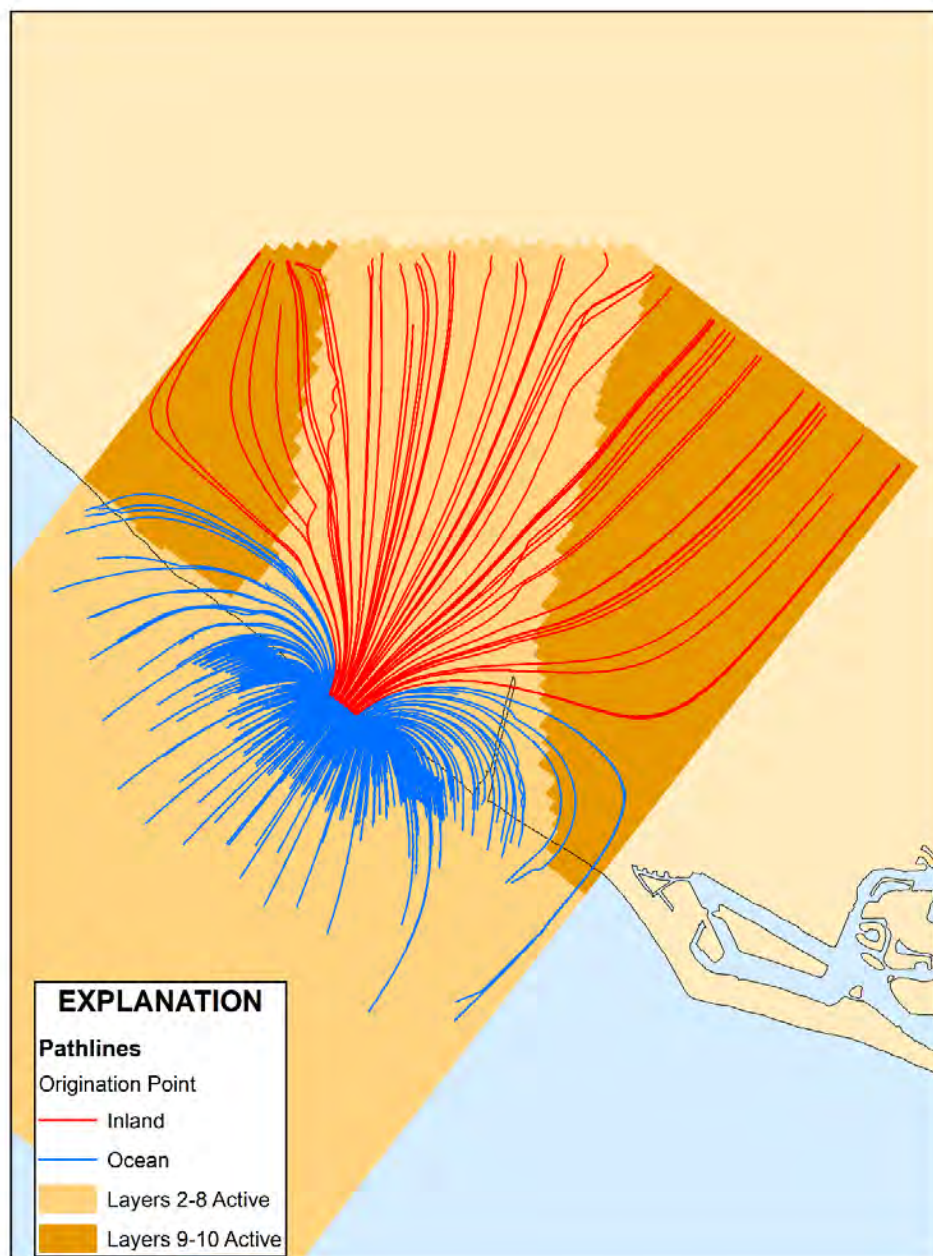 EXPLANATION
Pathlines
Origination Point
Inland
Ocean
Layers 2-8 Active
Layers 9-10 Active